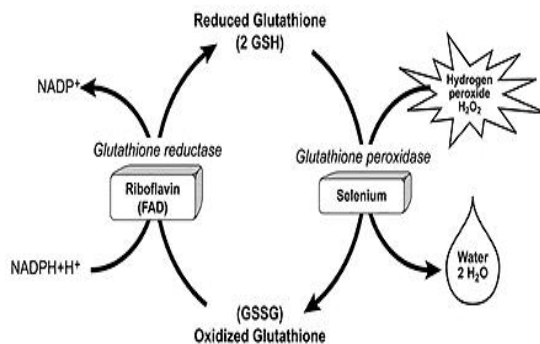 Reduced Glutathione
(2 GSH)
NADP⁺
Hydrogen
peroxide
H₂O₂
Glutathione reductase
Glutathione peroxidase
Riboflavin
(FAD)
Selenium
NADPH+H⁺
Water
2 H₂O
(GSSG)
Oxidized Glutathione